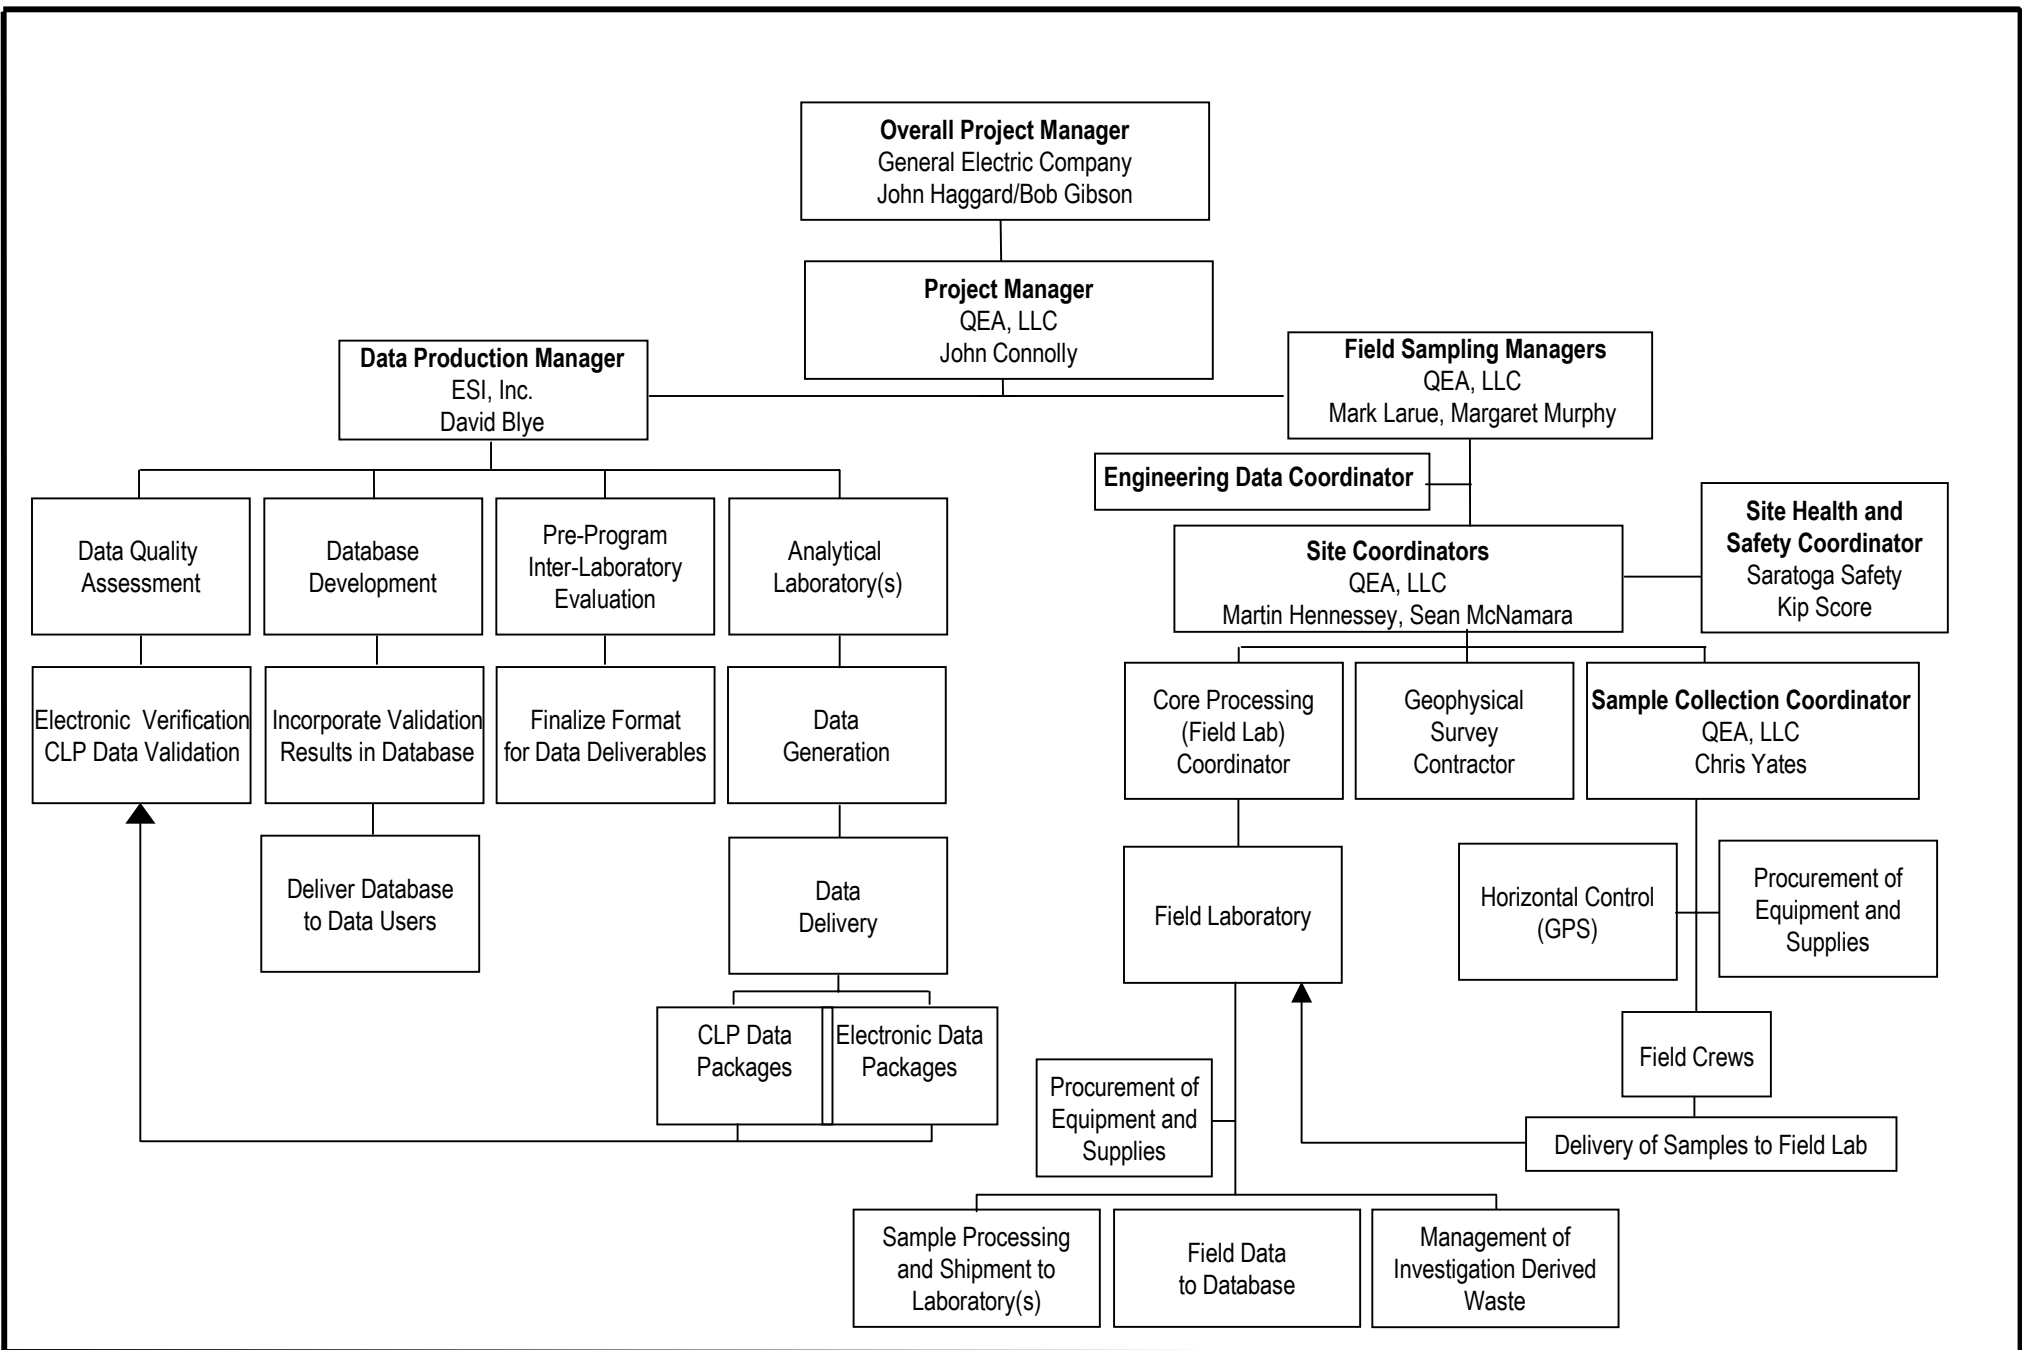 Overall Project Manager
General Electric Company
John Haggard/Bob Gibson
Project Manager
QEA, LLC
John Connolly
Data Production Manager
ESI, Inc.
David Blye
Field Sampling Managers
QEA, LLC
Mark Larue, Margaret Murphy
Engineering Data Coordinator
Site Coordinators
QEA, LLC
Martin Hennessey, Sean McNamara
Site Health and
Safety Coordinator
Saratoga Safety
Kip Score
Data Quality
Assessment
Database
Development
Pre-Program
Inter-Laboratory
Evaluation
Analytical
Laboratory(s)
Electronic  Verification
CLP Data Validation
Incorporate Validation
Results in Database
Finalize Format
for Data Deliverables
Data
Generation
Core Processing
(Field Lab)
Coordinator
Geophysical
Survey
Contractor
Sample Collection Coordinator
QEA, LLC
Chris Yates
Deliver Database
to Data Users
Data
Delivery
Field Laboratory
Horizontal Control
(GPS)
Procurement of
Equipment and
Supplies
CLP Data
Packages
Electronic Data
Packages
Field Crews
Procurement of
Equipment and
Supplies
Delivery of Samples to Field Lab
Sample Processing
and Shipment to
Laboratory(s)
Field Data
to Database
Management of
Investigation Derived
Waste